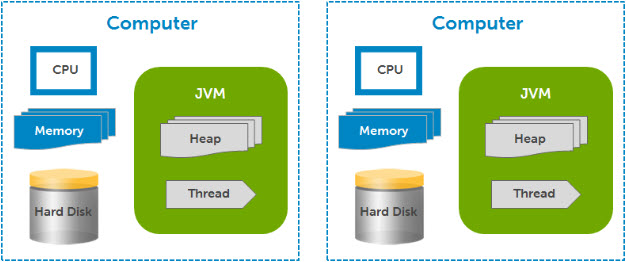 Computer
CPU
JVM
Memory
Heap
Thread
Hard Disk
Computer
CPU
JVM
Memory
Heap
Thread
Hard Disk